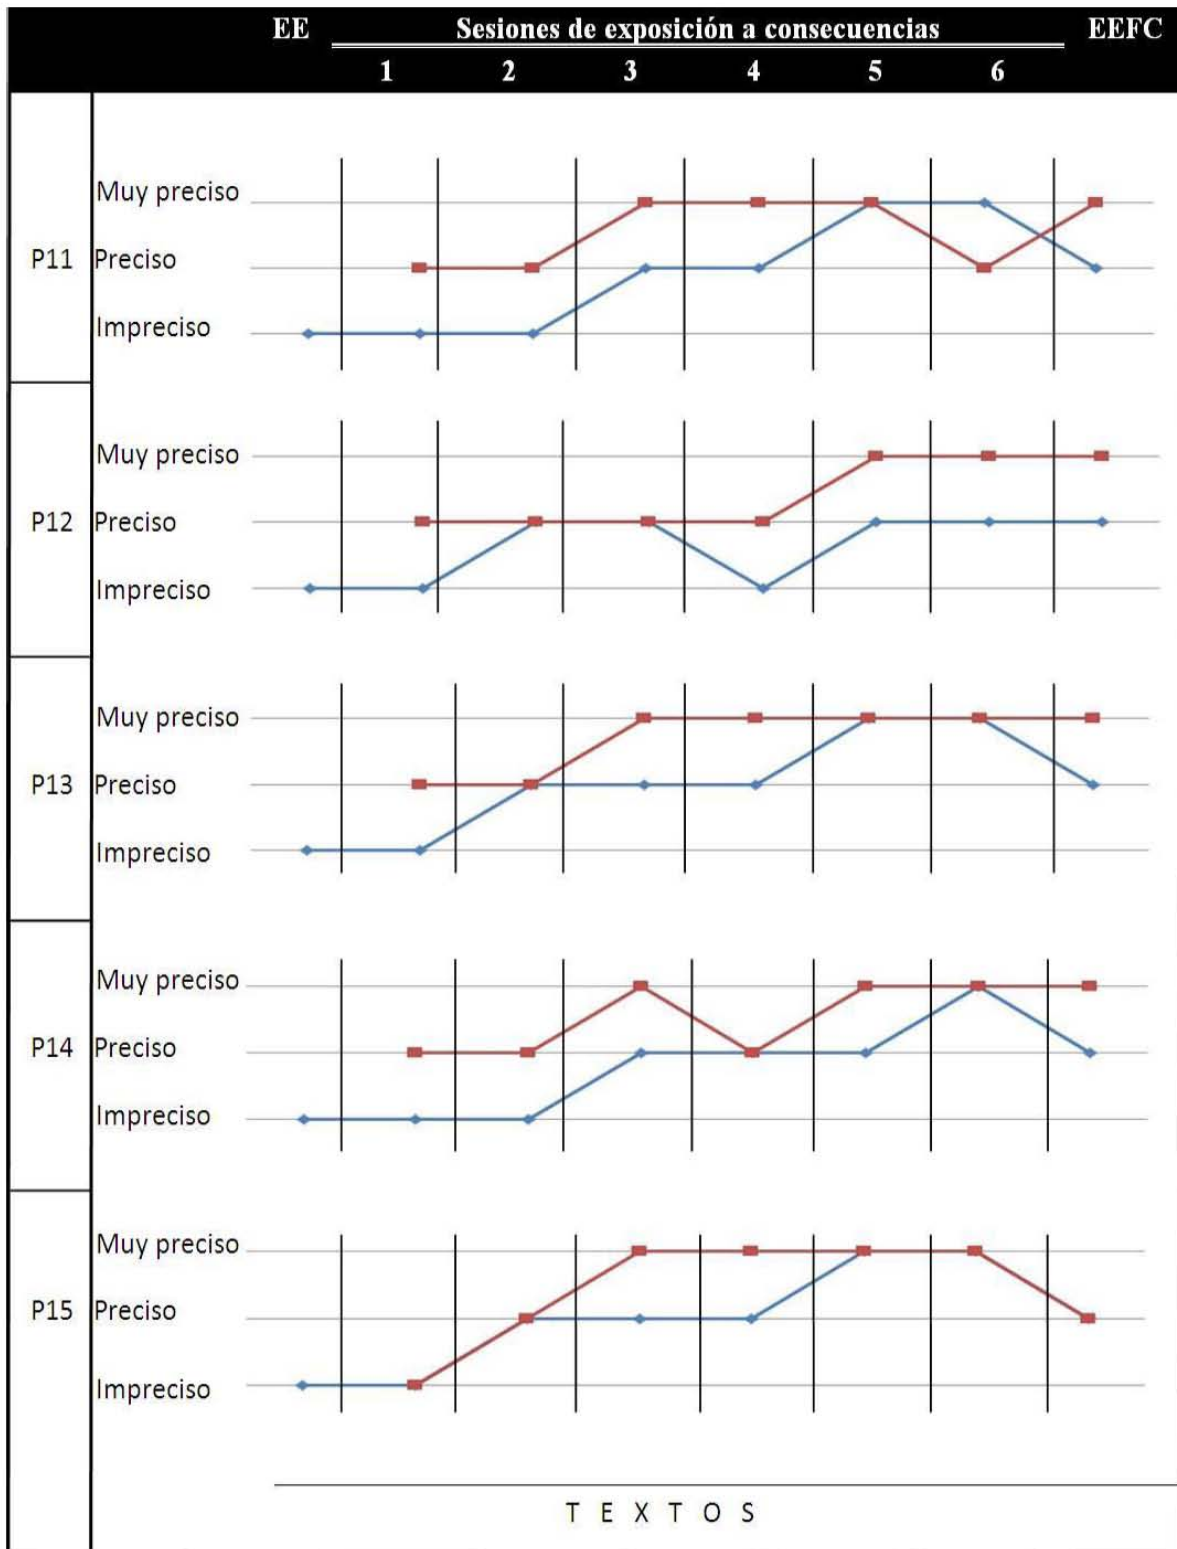 EE Sesiones de exposición a consecuencias EEFC
1 2 3 4 5 6
Muy preciso
P11 Preciso
Impreciso
Muy preciso
P12 Preciso
Impreciso
Muy preciso
P13 Preciso
Impreciso
Muy preciso
P14 Preciso
Impreciso
Muy preciso
P15 Preciso
Impreciso
T E X T O S